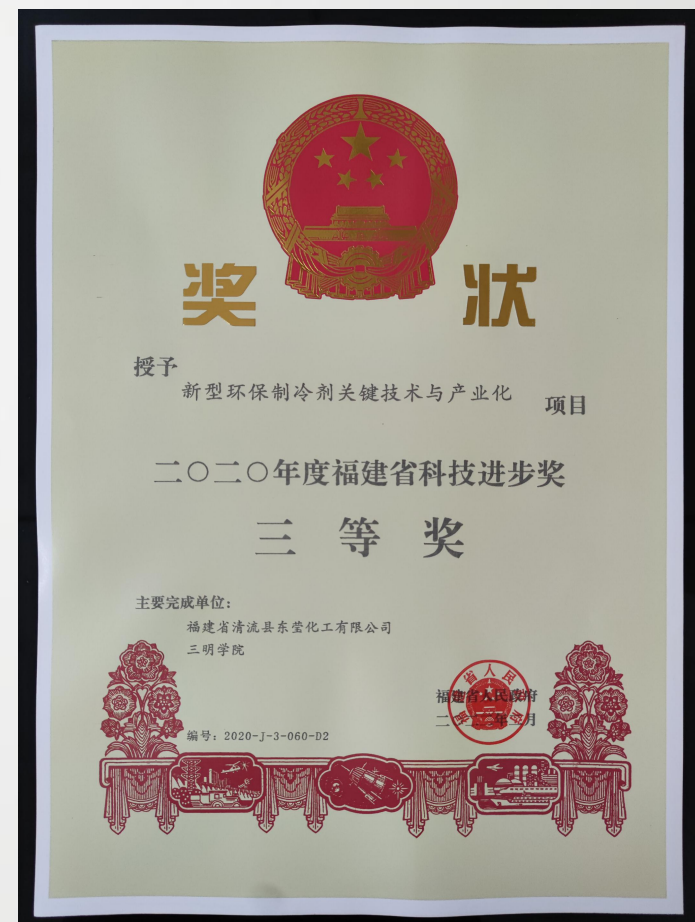 奖 状
授予
新型环保制冷剂关键技术与产业化
项目
二〇二〇年度福建省科技进步奖
三 等 奖
主要完成单位：
福建省清流县东莹化工有限公司
三明学院
福建省人民政府
编号：2020-J-3-060-D2